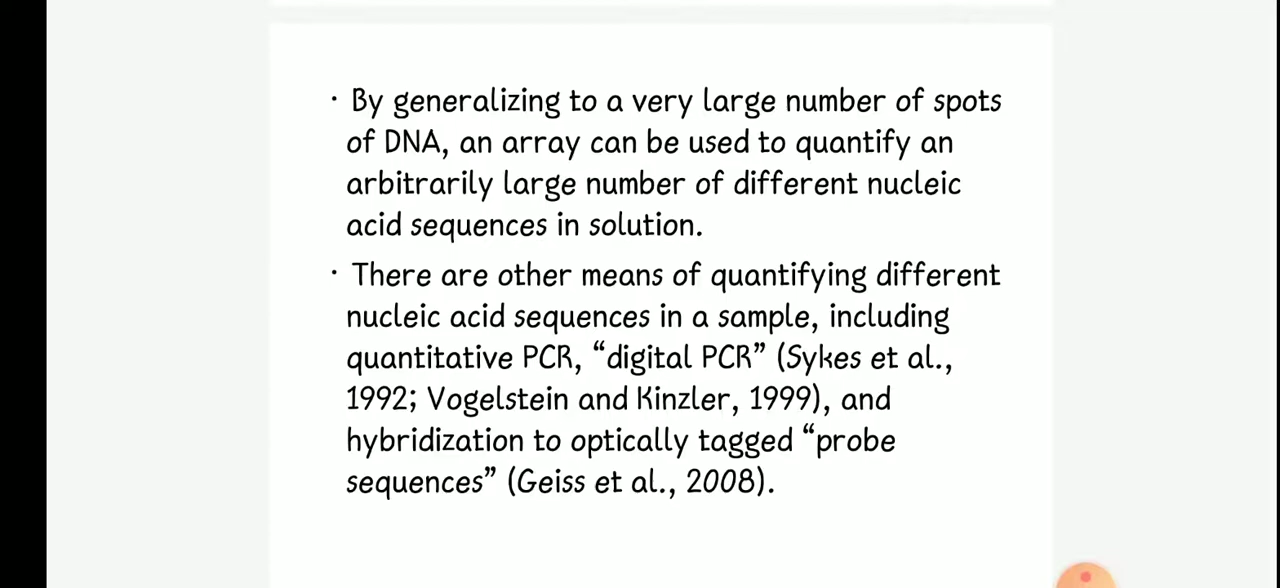 · By generalizing to a very large number of spots
of DNA, an array can be used to quantify an
arbitrarily large number of different nucleic
acid sequences in solution.
· There are other means of quantifying different
nucleic acid sequences in a sample, including
quantitative PCR, “digital PCR” (Sykes et al.,
1992; Vogelstein and Kinzler, 1999), and
hybridization to optically tagged “probe
sequences” (Geiss et al., 2008).